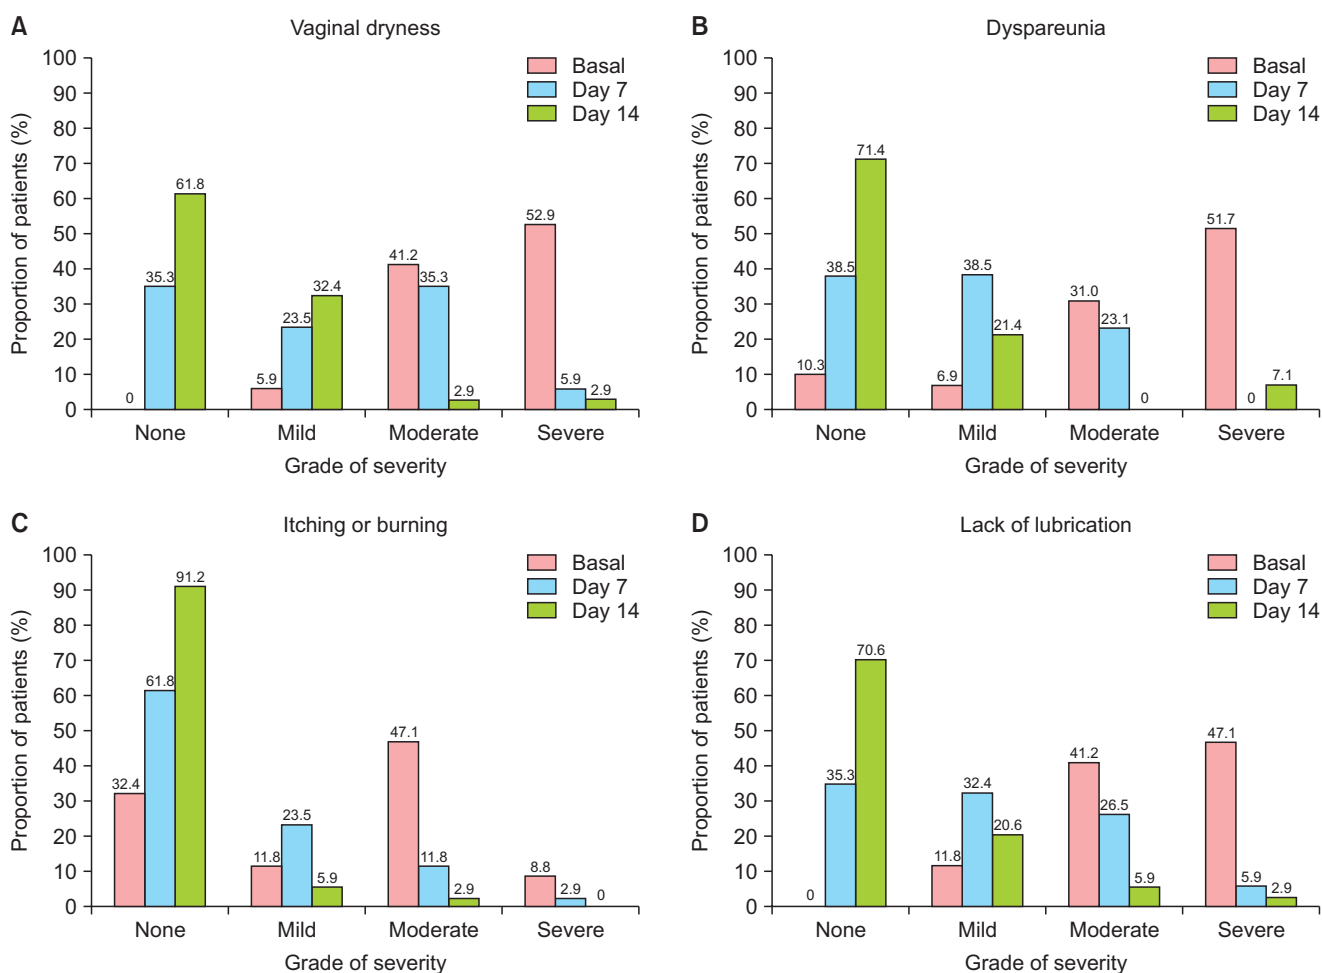 A
Vaginal dryness
Proportion of patients (%)
100
90
80
70
60
50
40
30
20
10
0
Basal
Day 7
Day 14
0
35.3
61.8
5.9
23.5
32.4
41.2
35.3
2.9
52.9
5.9
2.9
None
Mild
Moderate
Severe
Grade of severity
B
Dyspareunia
Proportion of patients (%)
100
90
80
70
60
50
40
30
20
10
0
Basal
Day 7
Day 14
10.3
38.5
71.4
6.9
38.5
21.4
31.0
23.1
0
51.7
0
7.1
None
Mild
Moderate
Severe
Grade of severity
C
Itching or burning
Proportion of patients (%)
100
90
80
70
60
50
40
30
20
10
0
Basal
Day 7
Day 14
32.4
61.8
91.2
11.8
23.5
5.9
47.1
11.8
2.9
8.8
2.9
0
None
Mild
Moderate
Severe
Grade of severity
D
Lack of lubrication
Proportion of patients (%)
100
90
80
70
60
50
40
30
20
10
0
Basal
Day 7
Day 14
0
35.3
70.6
11.8
32.4
20.6
41.2
26.5
5.9
47.1
5.9
2.9
None
Mild
Moderate
Severe
Grade of severity